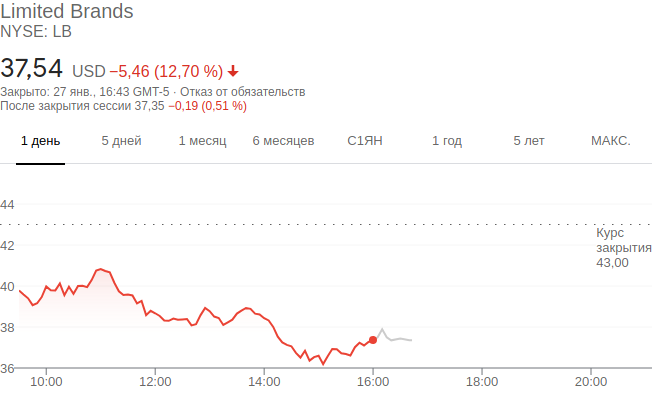 Limited Brands
NYSE: LB
37,54 USD −5,46 (12,70 %)
Закрыто: 27 янв., 16:43 GMT-5 · Отказ от обязательств
После закрытия сессии 37,35 −0,19 (0,51 %)
1 день 5 дней 1 месяц 6 месяцев С1ЯН 1 год 5 лет МАКС.
44
Курс
42 закрытия
43,00
40
38
36
10:00 12:00 14:00 16:00 18:00 20:00